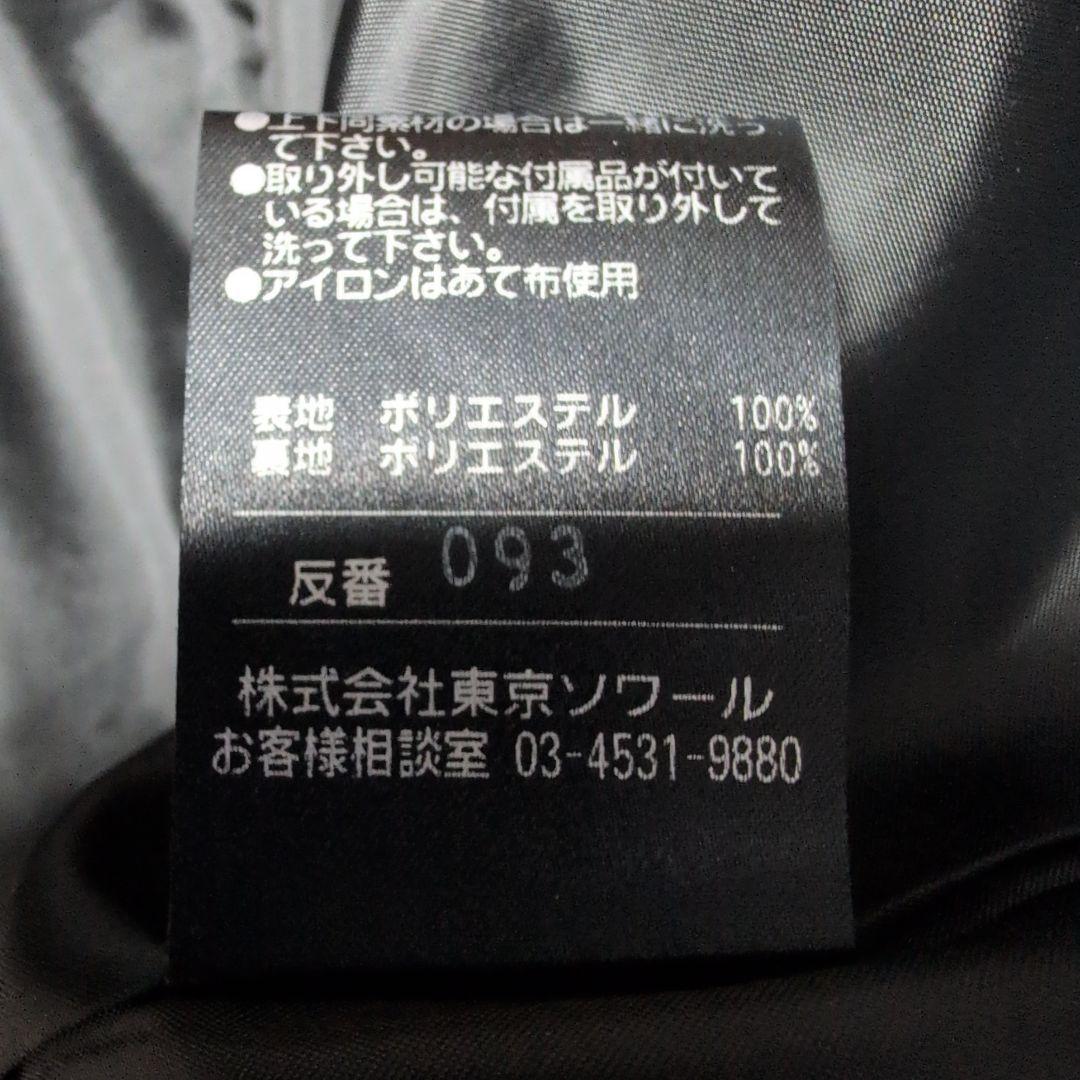 ●上下同素材の場合は一緒に洗っ
て下さい。
●取り外し可能な付属品が付いて
いる場合は、付属を取り外して
洗って下さい。
●アイロンはあて布使用
表地 ポリエステル 100%
裏地 ポリエステル 100%
反番 093
株式会社東京ソワール
お客様相談室 03-4531-9880